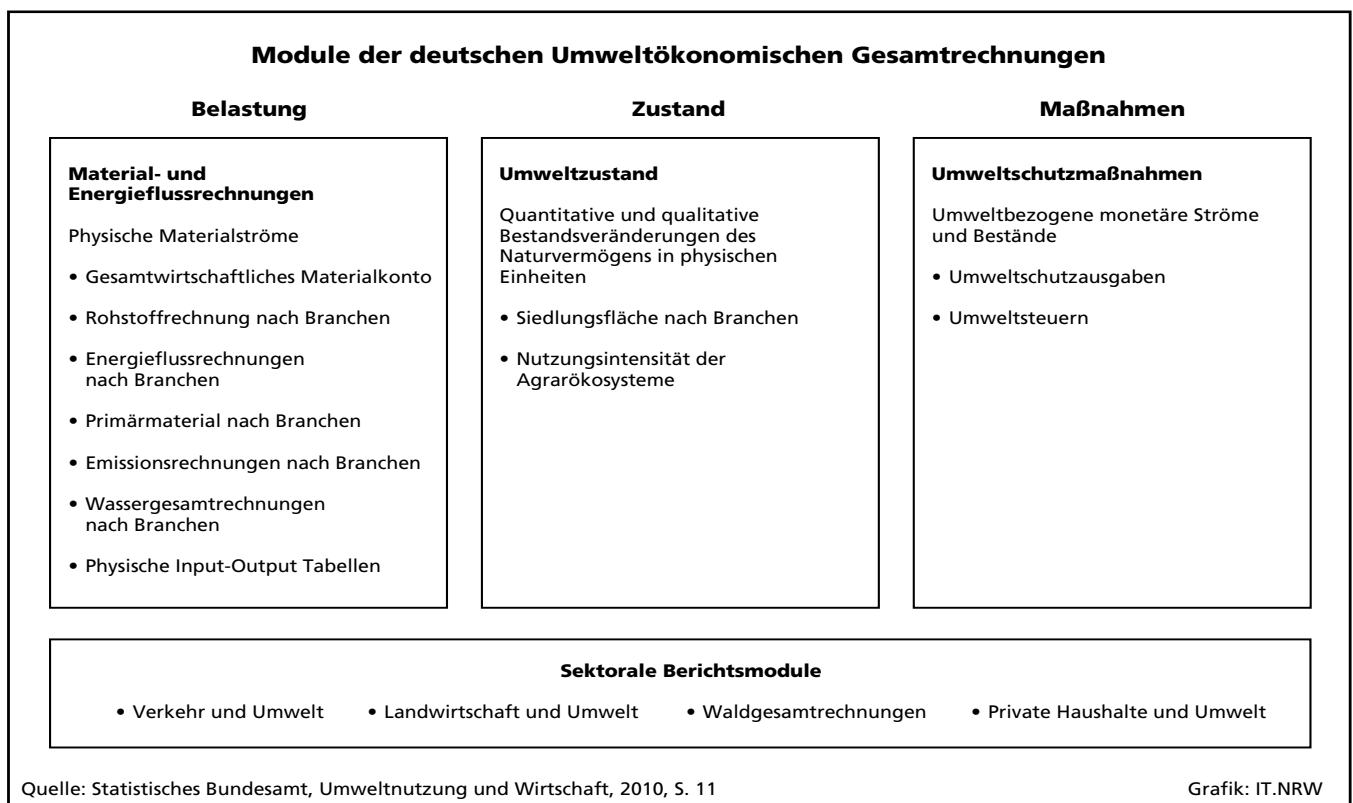 Module der deutschen Umweltökonomischen Gesamtrechnungen
Belastung
Material- und
Energieflussrechnungen
Physische Materialströme
• Gesamtwirtschaftliches Materialkonto
• Rohstoffrechnung nach Branchen
• Energieflussrechnungen
nach Branchen
• Primärmaterial nach Branchen
• Emissionsrechnungen nach Branchen
• Wassergesamtrechnungen
nach Branchen
• Physische Input-Output Tabellen
Zustand
Umweltzustand
Quantitative und qualitative
Bestandsveränderungen des
Naturvermögens in physischen
Einheiten
• Siedlungsfläche nach Branchen
• Nutzungsintensität der
Agrarökosysteme
Maßnahmen
Umweltschutzmaßnahmen
Umweltbezogene monetäre Ströme
und Bestände
• Umweltschutzausgaben
• Umweltsteuern
Sektorale Berichtsmodule
• Verkehr und Umwelt • Landwirtschaft und Umwelt • Waldgesamtrechnungen • Private Haushalte und Umwelt
Quelle: Statistisches Bundesamt, Umweltnutzung und Wirtschaft, 2010, S. 11
Grafik: IT.NRW